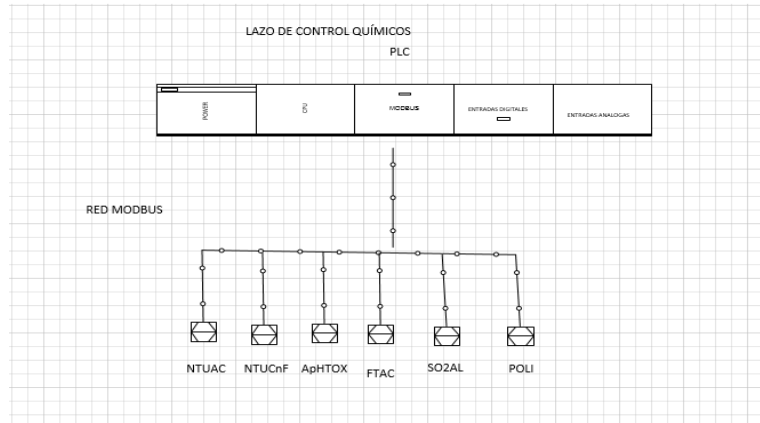 LAZO DE CONTROL QUÍMICOS
PLC
POWER
CPU
MODBUS
ENTRADAS DIGITALES
ENTRADAS ANALOGAS
RED MODBUS
NTUAC
NTUCnF
ApHTOX
FTAC
SO2AL
POLI